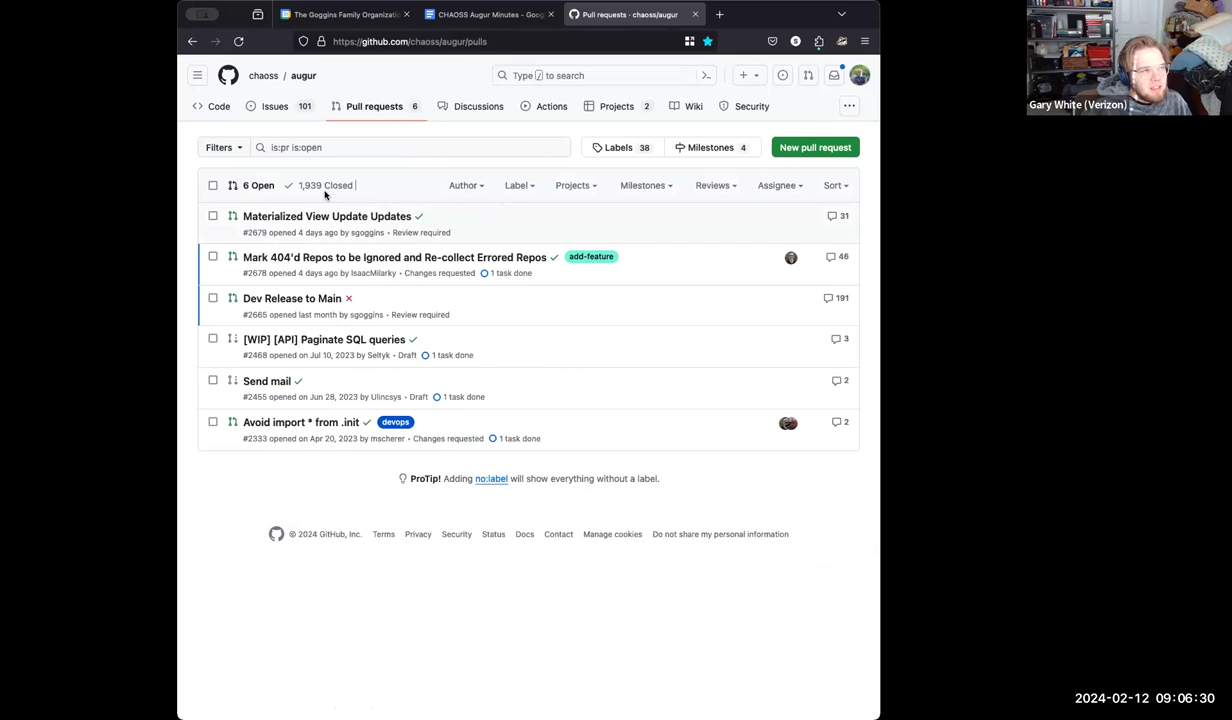 The Goggins Family Organizatio
CHAOSS Augur Minutes - Goog
Pull requests · chaoss/augur
https://github.com/chaoss/augur/pulls
chaoss / augur
Type / to search
Code
Issues 101
Pull requests 6
Discussions
Actions
Projects 2
Wiki
Security
Filters
is:pr is:open
Labels 38
Milestones 4
New pull request
6 Open
1,939 Closed
Author
Label
Projects
Milestones
Reviews
Assignee
Sort
Materialized View Update Updates
31
#2679 opened 4 days ago by sgoggins • Review required
Mark 404'd Repos to be Ignored and Re-collect Errored Repos add-feature
46
#2678 opened 4 days ago by IsaacMilarky • Changes requested 1 task done
Dev Release to Main
191
#2665 opened last month by sgoggins • Review required
[WIP] [API] Paginate SQL queries
3
#2468 opened on Jul 10, 2023 by Seltyk • Draft 1 task done
Send mail
2
#2455 opened on Jun 28, 2023 by Ulincsys • Draft 1 task done
Avoid import * from .init devops
2
#2333 opened on Apr 20, 2023 by mscherer • Changes requested 1 task done
ProTip! Adding no:label will show everything without a label.
© 2024 GitHub, Inc. Terms Privacy Security Status Docs Contact Manage cookies Do not share my personal information
Gary White (Verizon)
2024-02-12 09:06:30